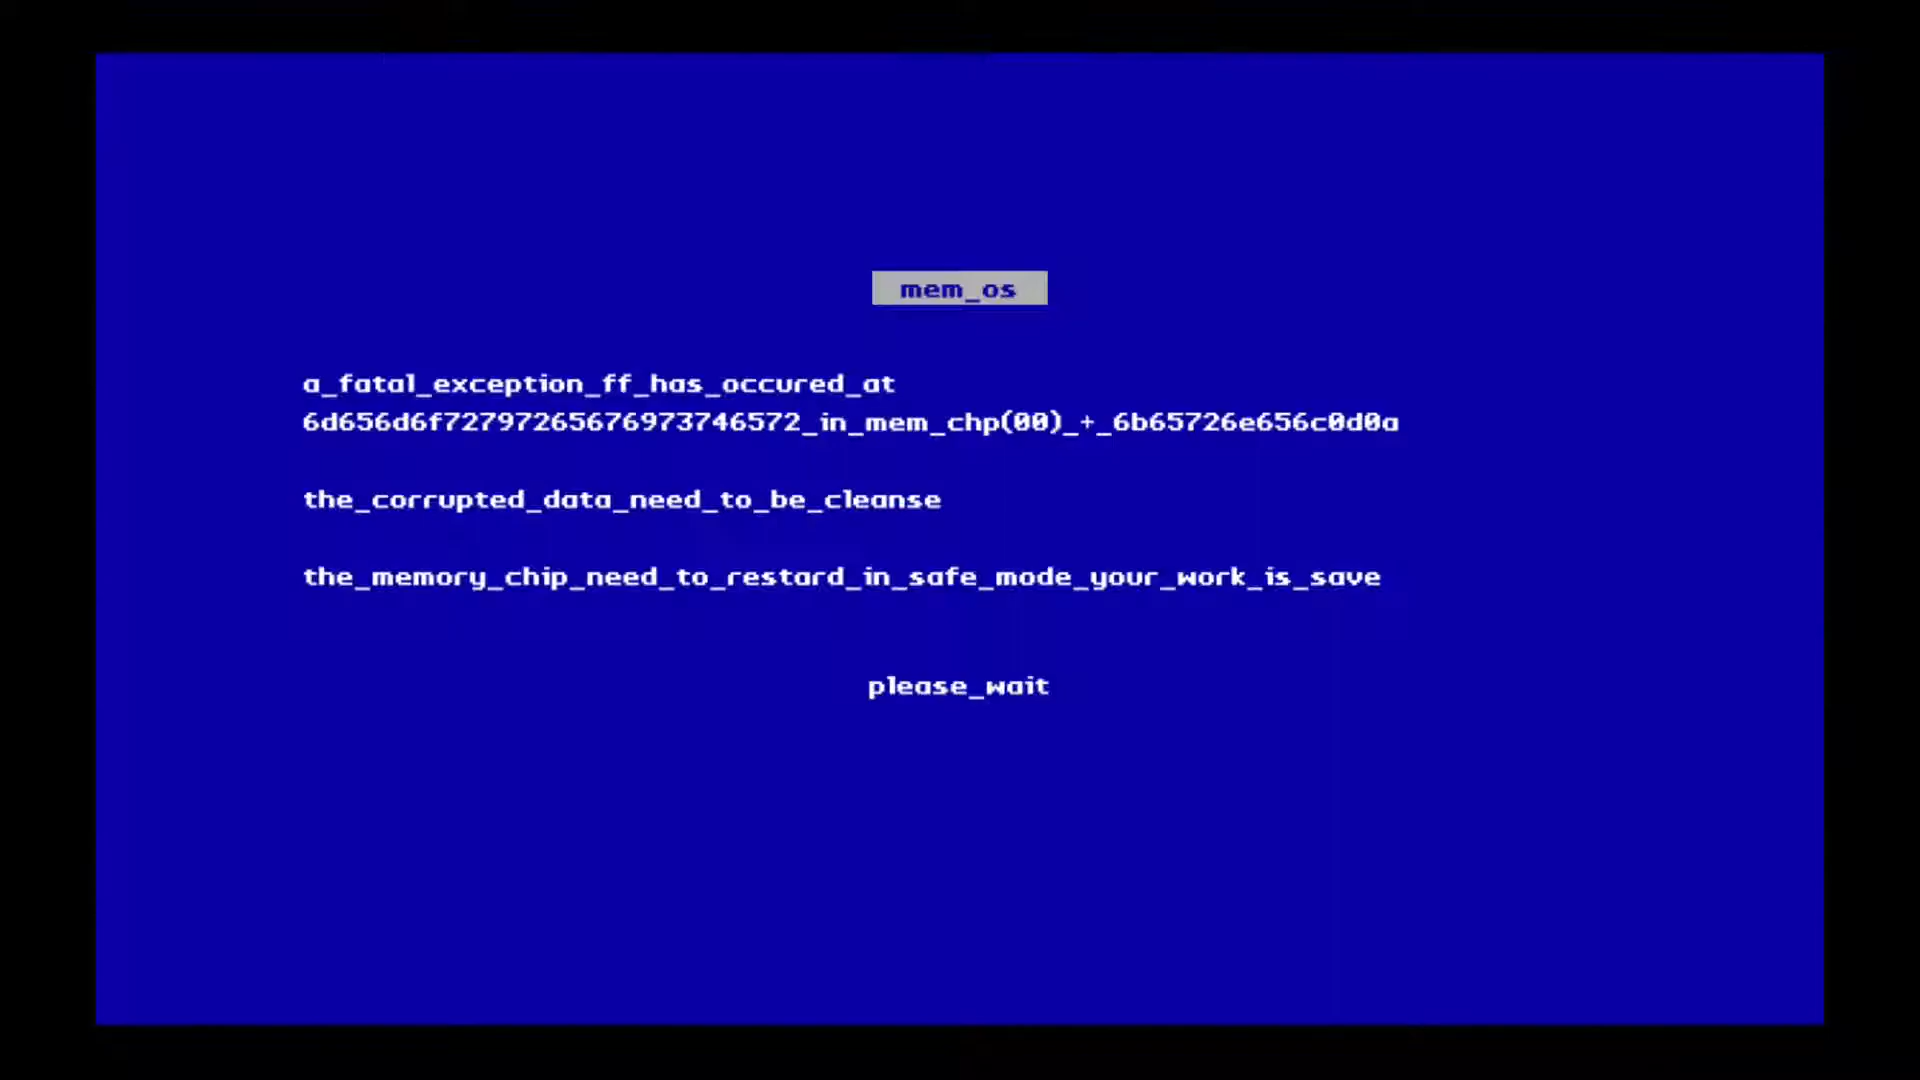 mem_os
a_fatal_exception_ff_has_occured_at
6d656d6f72797265676973746572_in_mem_chp(00)_+_6b65726e656c0d0a
the_corrupted_data_need_to_be_cleanse
the_memory_chip_need_to_restard_in_safe_mode_your_work_is_save
please_wait